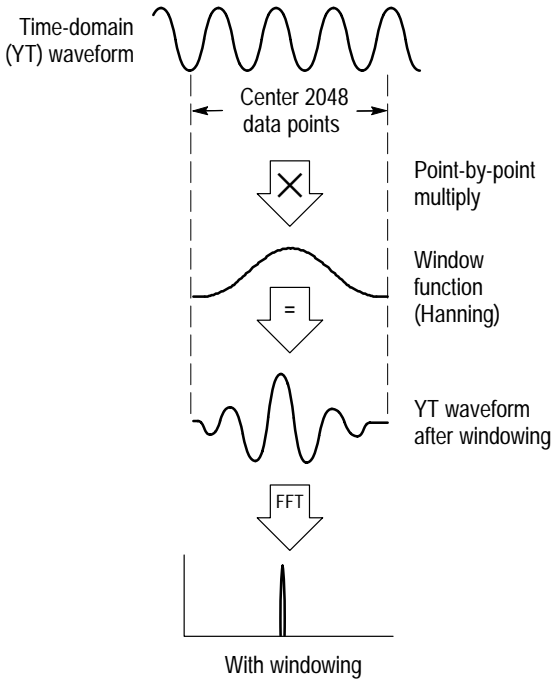 Time-domain
(YT) waveform
Center 2048
data points
Point-by-point
multiply
Window
function
(Hanning)
=
YT waveform
after windowing
FFT
With windowing